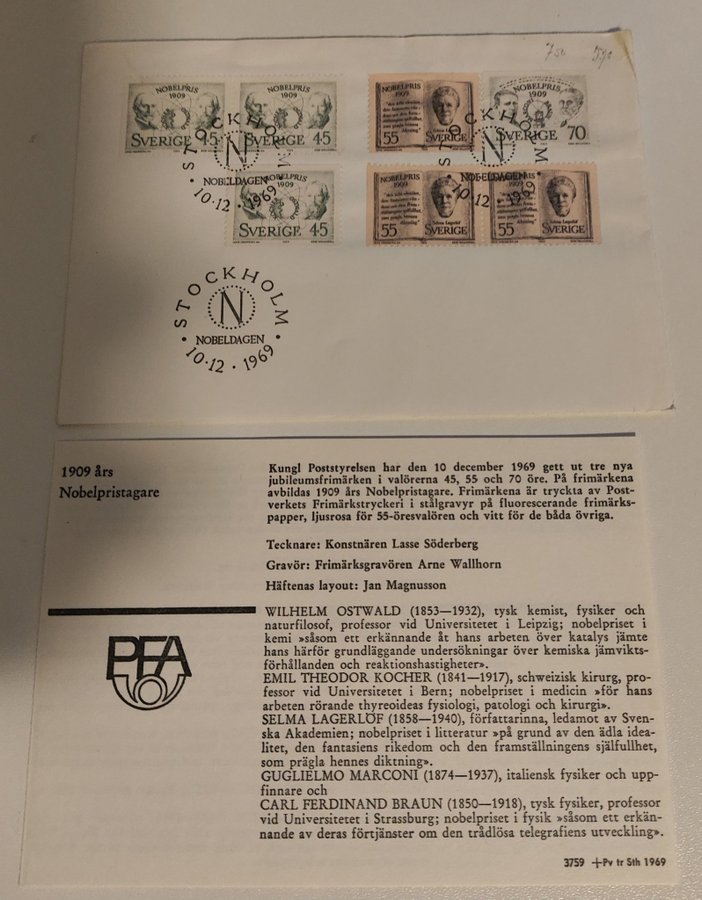 7 50 570
NOBELPRIS 1909
SVERIGE 45
NOBELPRIS 1909
SVERIGE 45
NOBELPRIS 1909
SVERIGE 45
NOBELPRIS 1909
Selma Lagerlöf
55 SVERIGE
NOBELPRIS 1909
SVERIGE 70
NOBELPRIS 1909
Selma Lagerlöf
55 SVERIGE
NOBELPRIS 1909
Selma Lagerlöf
55 SVERIGE
STOCKHOLM
N
NOBELDAGEN
10·12·1969
STOCKHOLM
N
NOBELDAGEN
10·12·1969
STOCKHOLM
N
NOBELDAGEN
10·12·1969
1909 års
Nobelpristagare
Kungl Poststyrelsen har den 10 december 1969 gett ut tre nya
jubileumsfrimärken i valörerna 45, 55 och 70 öre. På frimärkena
avbildas 1909 års Nobelpristagare. Frimärkena är tryckta av Post-
verkets Frimärkstryckeri i stålgravyr på fluorescerande frimärks-
papper, ljusrosa för 55-öresvalören och vitt för de båda övriga.
Tecknare: Konstnären Lasse Söderberg
Gravör: Frimärksgravören Arne Wallhorn
Häftenas layout: Jan Magnusson
PFA
WILHELM OSTWALD (1853—1932), tysk kemist, fysiker och
naturfilosof, professor vid Universitetet i Leipzig; nobelpriset i
kemi »såsom ett erkännande åt hans arbeten över katalys jämte
hans härför grundläggande undersökningar över kemiska jämvikts-
förhållanden och reaktionshastigheter».
EMIL THEODOR KOCHER (1841—1917), schweizisk kirurg, pro-
fessor vid Universitetet i Bern; nobelpriset i medicin »för hans
arbeten rörande thyreoideas fysiologi, patologi och kirurgi».
SELMA LAGERLÖF (1858—1940), författarinna, ledamot av Sven-
ska Akademien; nobelpriset i litteratur »på grund av den ädla idea-
litet, den fantasiens rikedom och den framställningens själfullhet,
som prägla hennes diktning».
GUGLIELMO MARCONI (1874—1937), italiensk fysiker och upp-
finnare och
CARL FERDINAND BRAUN (1850—1918), tysk fysiker, professor
vid Universitetet i Strassburg; nobelpriset i fysik »såsom ett erkän-
nande av deras förtjänster om den trådlösa telegrafiens utveckling».
3759 +Pv tr Sth 1969